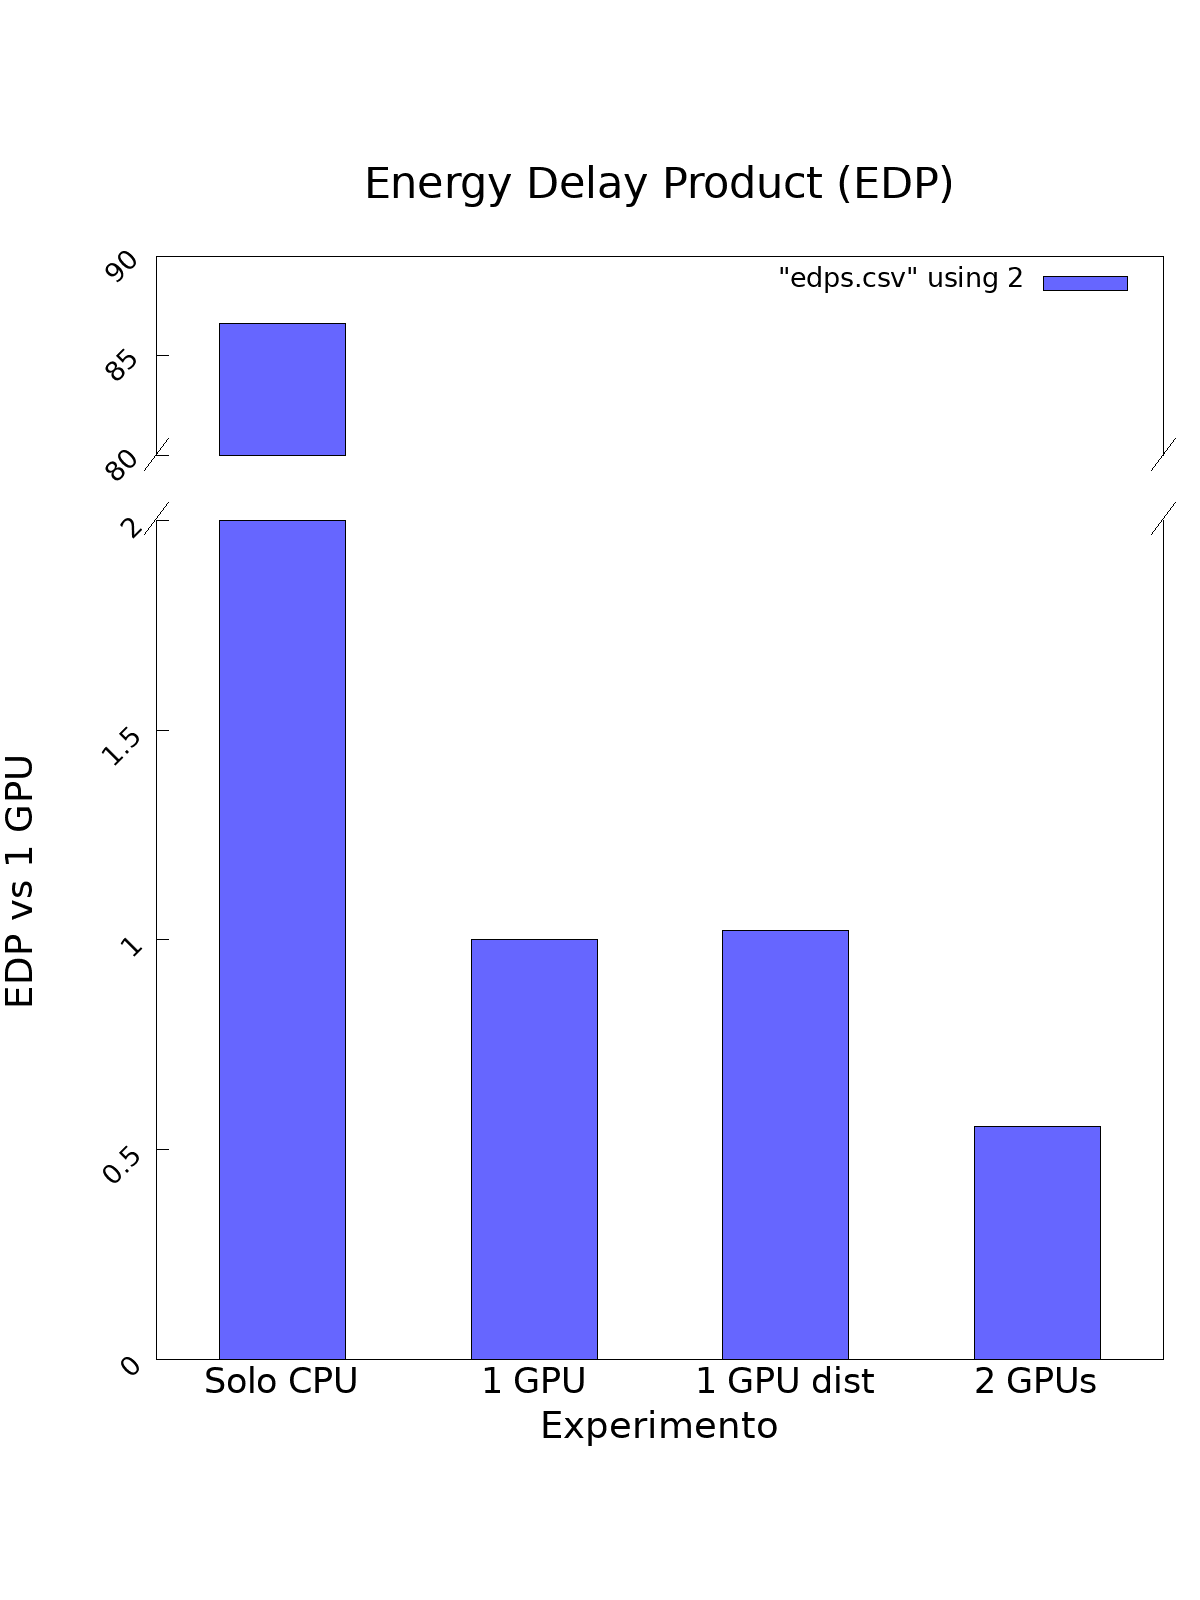 Energy Delay Product (EDP)
"edps.csv" using 2
90
85
80
2
1.5
1
0.5
0
EDP vs 1 GPU
Solo CPU 1 GPU 1 GPU dist 2 GPUs
Experimento